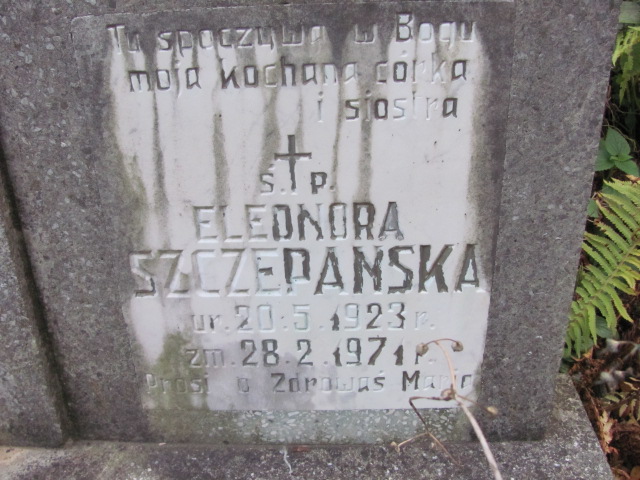 Tu spoczywa w Bogu
moja kochana córka
i siostra
ś. p.
ELEONORA
SZCZEPAŃSKA
ur. 20.5.1923 r.
zm. 28.2.1971 r.
Prosi o Zdrowaś Maria